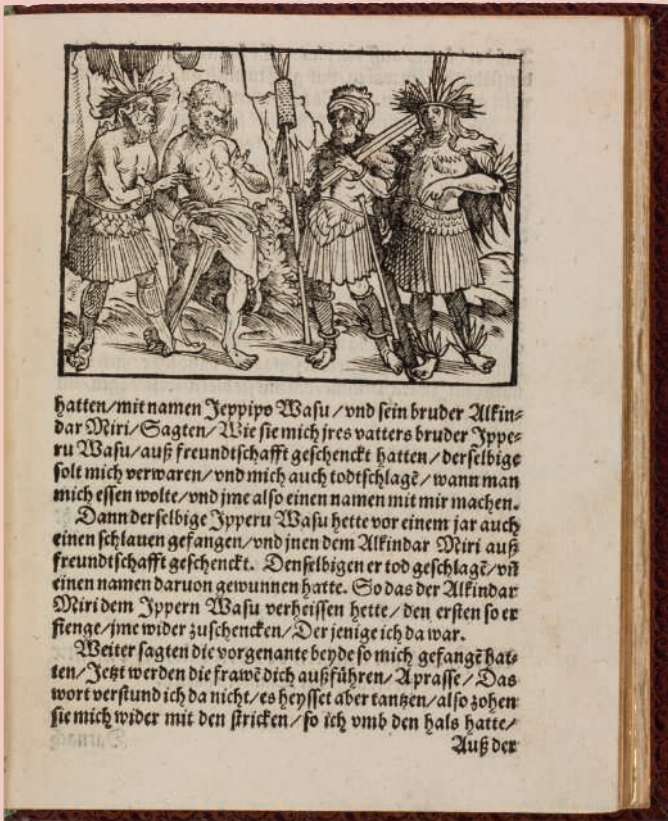 hatten/mit namen Jeppipo Wasu/vnd sein bruder Alkin-
dar Miri/Sagten/Wie sie mich jres vatters bruder Ippe-
ru Wasu/auß freundtschafft geschenckt hatten/derselbige
solt mich verwaren/vnd mich auch todtschlagẽ/wann man
mich essen wolte/vnd jme also einen namen mit mir machen.
Dann derselbige Ipperu Wasu hette vor einem jar auch
einen schlauen gefangen/vnd jnen dem Alkindar Miri auß
freundtschafft geschenckt. Denselbigen er tod geschlagẽ/vñ
einen namen daruon gewunnen hatte. So das der Alkindar
Miri dem Ippern Wasu verheissen hette/den ersten so er
fienge/jme wider zuschencken/Der jenige ich da war.
Weiter sagten die vorgenante beyde so mich gefangẽ hat-
ten/Jetzt werden die frawẽ dich außführen/Aprasse/Das
wort verstund ich da nicht/es heysset aber tantzen/also zohen
sie mich wider mit den stricken/so ich vmb den hals hatte/
Auß der